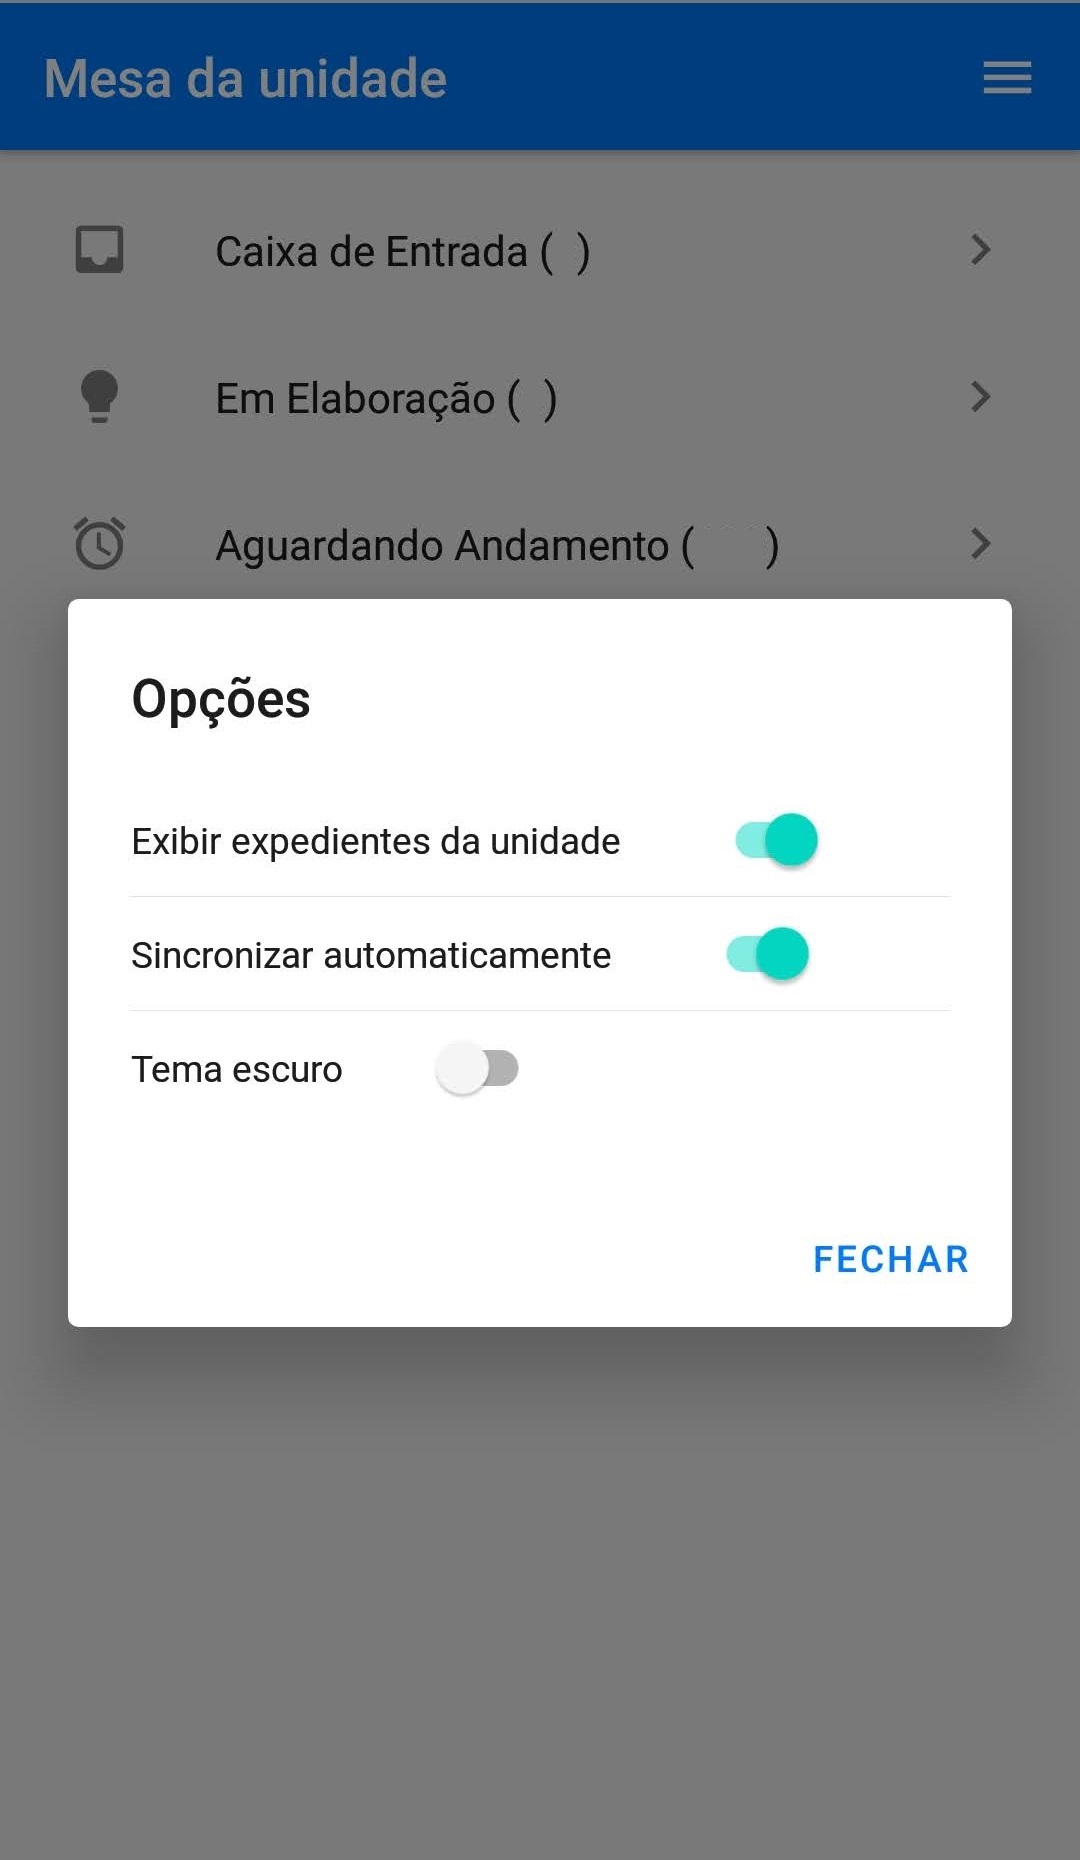 Mesa da unidade
Caixa de Entrada ( )
Em Elaboração ( )
Aguardando Andamento ( )
Opções
Exibir expedientes da unidade
Sincronizar automaticamente
Tema escuro
FECHAR